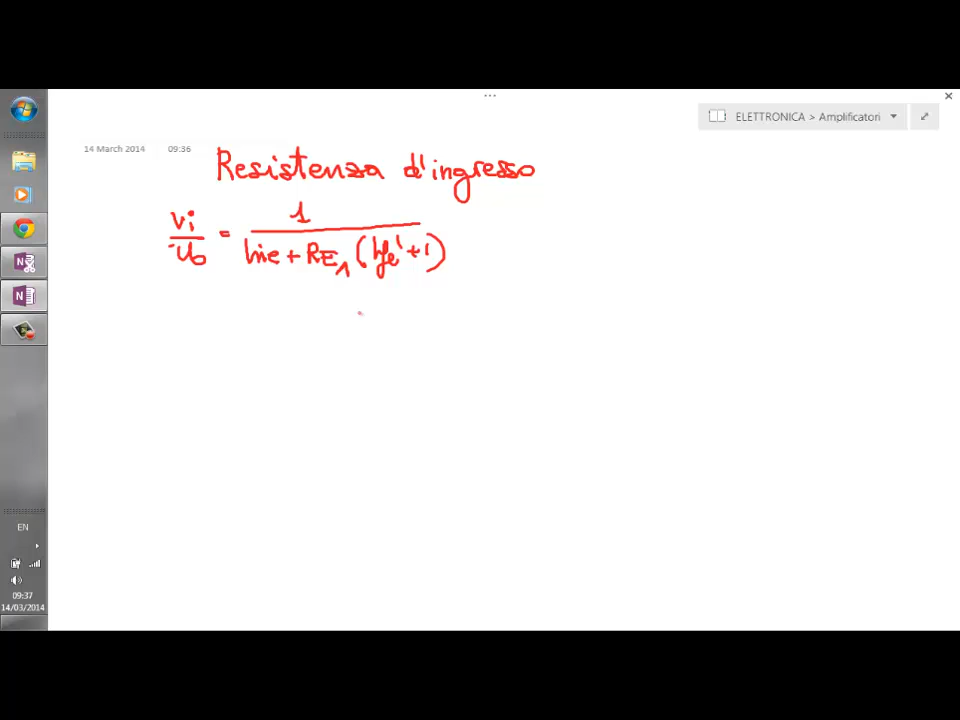 ELETTRONICA > Amplificatori
14 March 2014 09:36
Resistenza d'ingresso
vi/v0 = 1/(hie + RE1 (hfe' + 1))
EN
09:37
14/03/2014